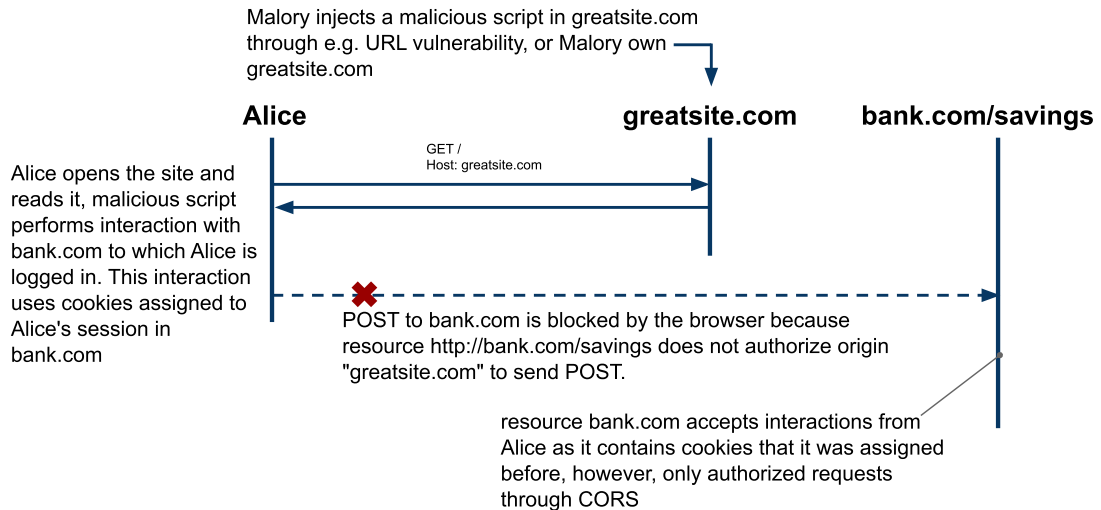 Malory injects a malicious script in greatsite.com
through e.g. URL vulnerability, or Malory own
greatsite.com
Alice
greatsite.com
bank.com/savings
GET /
Host: greatsite.com
Alice opens the site and
reads it, malicious script
performs interaction with
bank.com to which Alice is
logged in. This interaction
uses cookies assigned to
Alice's session in
bank.com
POST to bank.com is blocked by the browser because
resource http://bank.com/savings does not authorize origin
"greatsite.com" to send POST.
resource bank.com accepts interactions from
Alice as it contains cookies that it was assigned
before, however, only authorized requests
through CORS